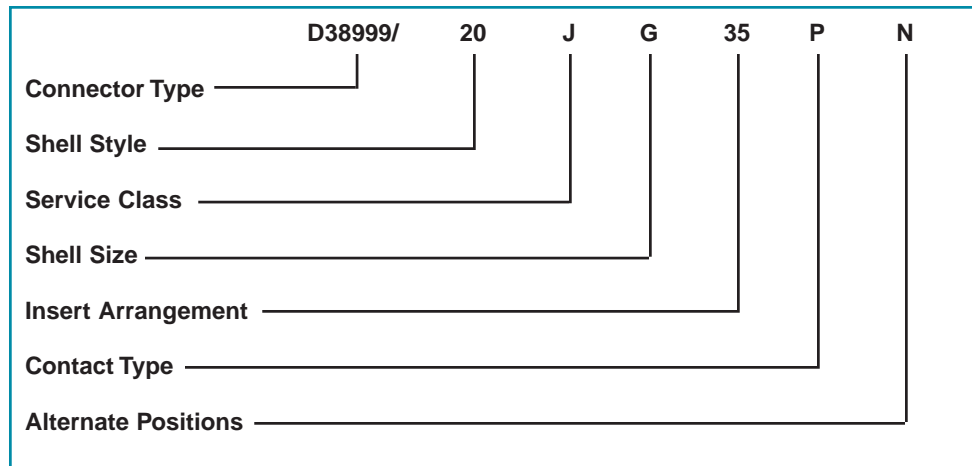 D38999/ 20 J G 35 P N
Connector Type
Shell Style
Service Class
Shell Size
Insert Arrangement
Contact Type
Alternate Positions